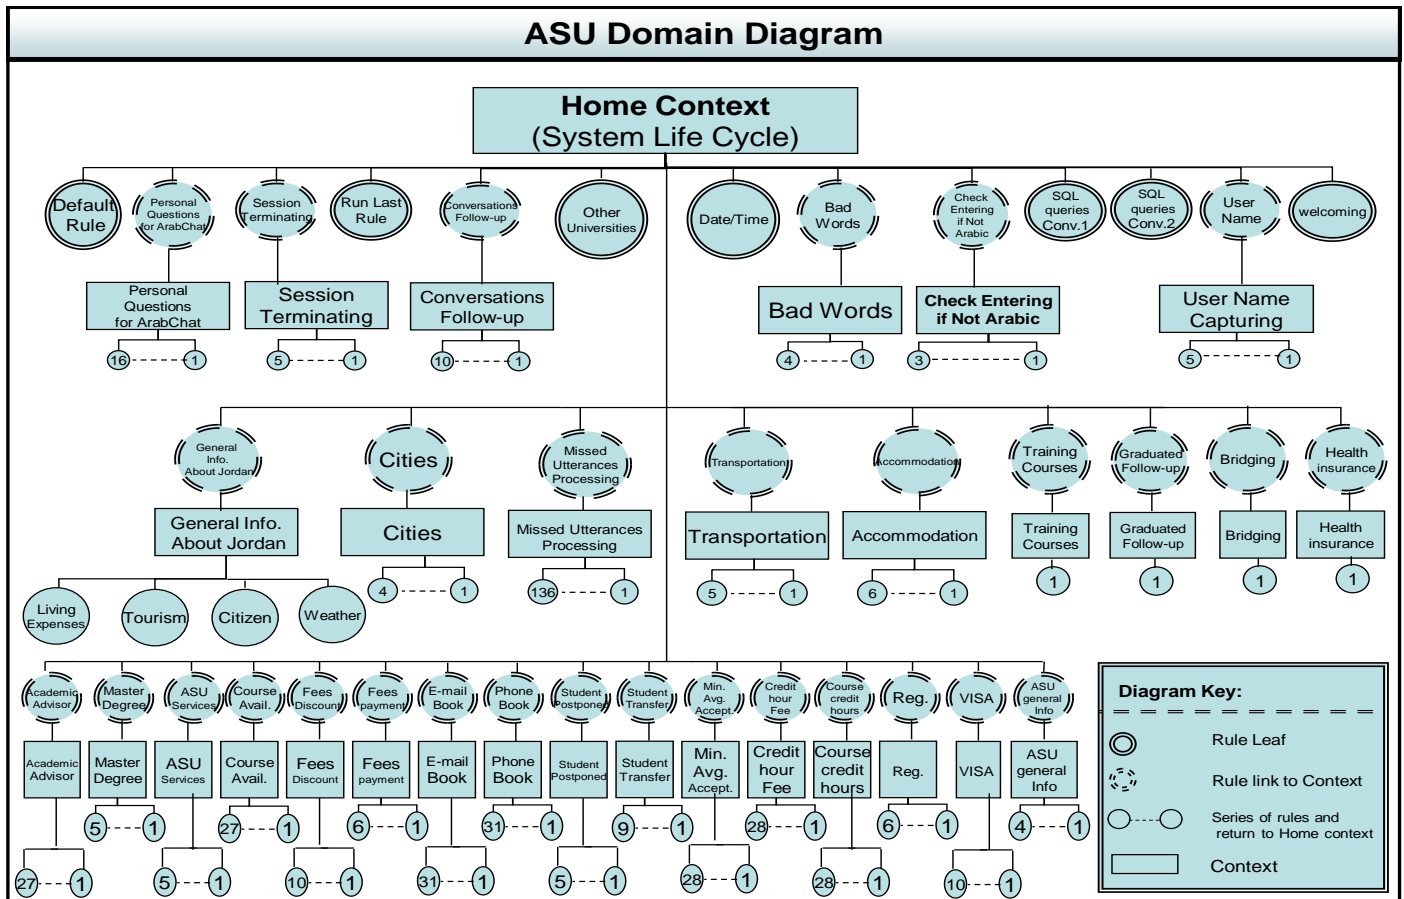 ASU Domain Diagram
Home Context
(System Life Cycle)
Default
Rule
Personal
Questions
for ArabChat
Session
Terminating
Run Last
Rule
Conversations
Follow-up
Other
Universities
Date/Time
Bad
Words
Check
Entering
if Not
Arabic
SQL
queries
Conv.1
SQL
queries
Conv.2
User
Name
welcoming
Personal
Questions
for ArabChat
Session
Terminating
Conversations
Follow-up
Bad Words
Check Entering
if Not Arabic
User Name
Capturing
16 1
5 1
10 1
4 1
3 1
5 1
General
Info.
About Jordan
Cities
Missed
Utterances
Processing
Transportation
Accommodation
Training
Courses
Graduated
Follow-up
Bridging
Health
insurance
General Info.
About Jordan
Cities
Missed Utterances
Processing
Transportation
Accommodation
Training
Courses
Graduated
Follow-up
Bridging
Health
insurance
4 1
136 1
5 1
6 1
1
1
1
1
Living
Expenses
Tourism
Citizen
Weather
Academic
Advisor
Master
Degree
ASU
Services
Course
Avail.
Fees
Discount
Fees
payment
E-mail
Book
Phone
Book
Student
Postponed
Student
Transfer
Min.
Avg.
Accept.
Credit
hour
Fee
Course
credit
hours
Reg.
VISA
ASU
general
Info
Academic
Advisor
Master
Degree
ASU
Services
Course
Avail.
Fees
Discount
Fees
payment
E-mail
Book
Phone
Book
Student
Postponed
Student
Transfer
Min.
Avg.
Accept.
Credit
hour
Fee
Course
credit
hours
Reg.
VISA
ASU
general
Info
5 1
27 1
6 1
31 1
9 1
28 1
6 1
4 1
27 1
5 1
10 1
31 1
5 1
28 1
28 1
10 1
Diagram Key:
Rule Leaf
Rule link to Context
Series of rules and
return to Home context
Context